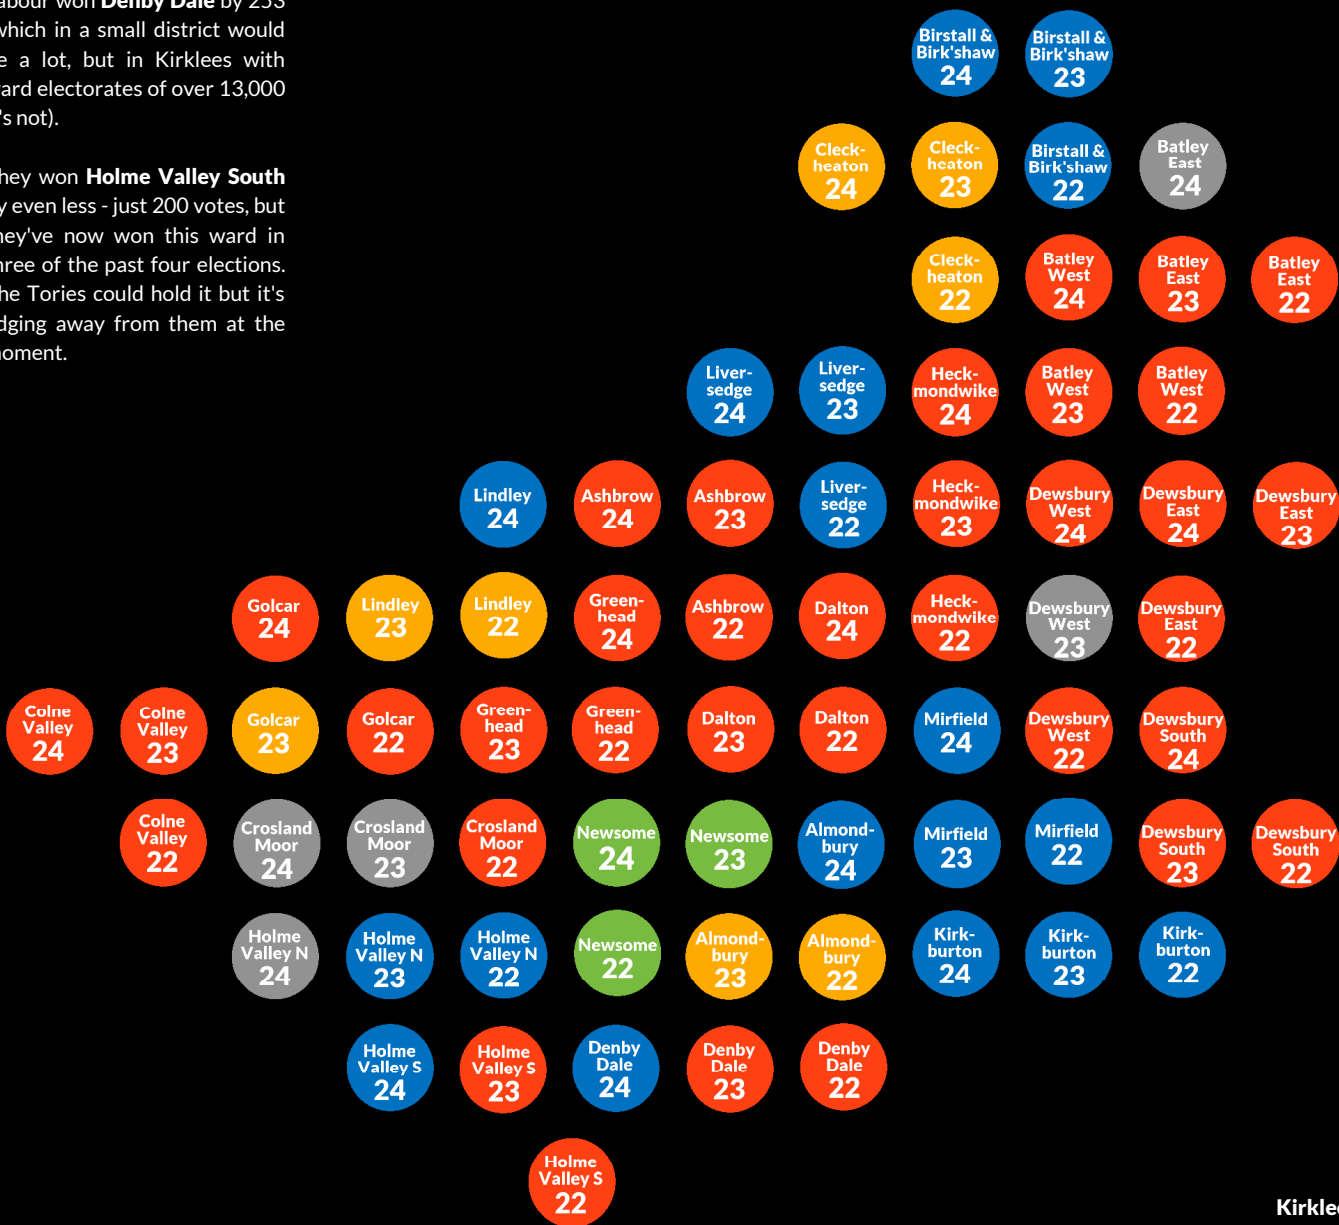 abour won Denby Dale by 253
which in a small district would
e a lot, but in Kirklees with
ard electorates of over 13,000
's not).
hey won Holme Valley South
y even less - just 200 votes, but
hey've now won this ward in
hree of the past four elections.
he Tories could hold it but it's
dging away from them at the
noment.
Birstall &
Birk'shaw
24
Birstall &
Birk'shaw
23
Cleck-
heaton
24
Cleck-
heaton
23
Birstall &
Birk'shaw
22
Batley
East
24
Cleck-
heaton
22
Batley
West
24
Batley
East
23
Batley
East
22
Liver-
sedge
24
Liver-
sedge
23
Heck-
mondwike
24
Batley
West
23
Batley
West
22
Lindley
24
Ashbrow
24
Ashbrow
23
Liver-
sedge
22
Heck-
mondwike
23
Dewsbury
West
24
Dewsbury
East
24
Dewsbury
East
23
Golcar
24
Lindley
23
Lindley
22
Green-
head
24
Ashbrow
22
Dalton
24
Heck-
mondwike
22
Dewsbury
West
23
Dewsbury
East
22
Colne
Valley
24
Colne
Valley
23
Golcar
23
Golcar
22
Green-
head
23
Green-
head
22
Dalton
23
Dalton
22
Mirfield
24
Dewsbury
West
22
Dewsbury
South
24
Colne
Valley
22
Crosland
Moor
24
Crosland
Moor
23
Crosland
Moor
22
Newsome
24
Newsome
23
Almond-
bury
24
Mirfield
23
Mirfield
22
Dewsbury
South
23
Dewsbury
South
22
Holme
Valley N
24
Holme
Valley N
23
Holme
Valley N
22
Newsome
22
Almond-
bury
23
Almond-
bury
22
Kirk-
burton
24
Kirk-
burton
23
Kirk-
burton
22
Holme
Valley S
24
Holme
Valley S
23
Denby
Dale
24
Denby
Dale
23
Denby
Dale
22
Holme
Valley S
22
Kirklee